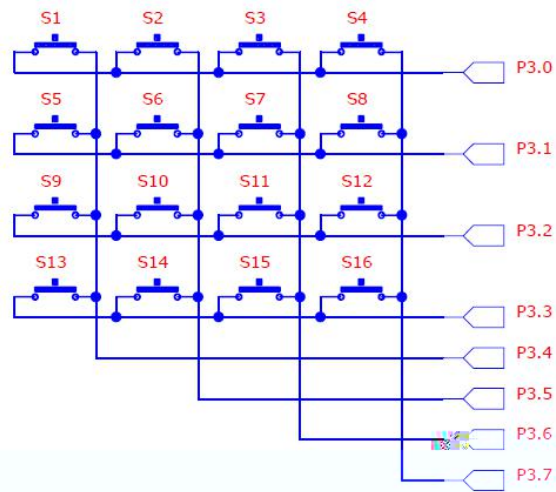 S1 S2 S3 S4
P3.0
S5 S6 S7 S8
P3.1
S9 S10 S11 S12
P3.2
S13 S14 S15 S16
P3.3
P3.4
P3.5
P3.6
P3.7